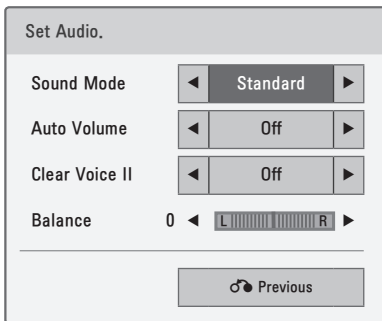 Set Audio.
Sound Mode ◄ Standard ►
Auto Volume ◄ Off ►
Clear Voice II ◄ Off ►
Balance 0 ◄ L R ►
Previous